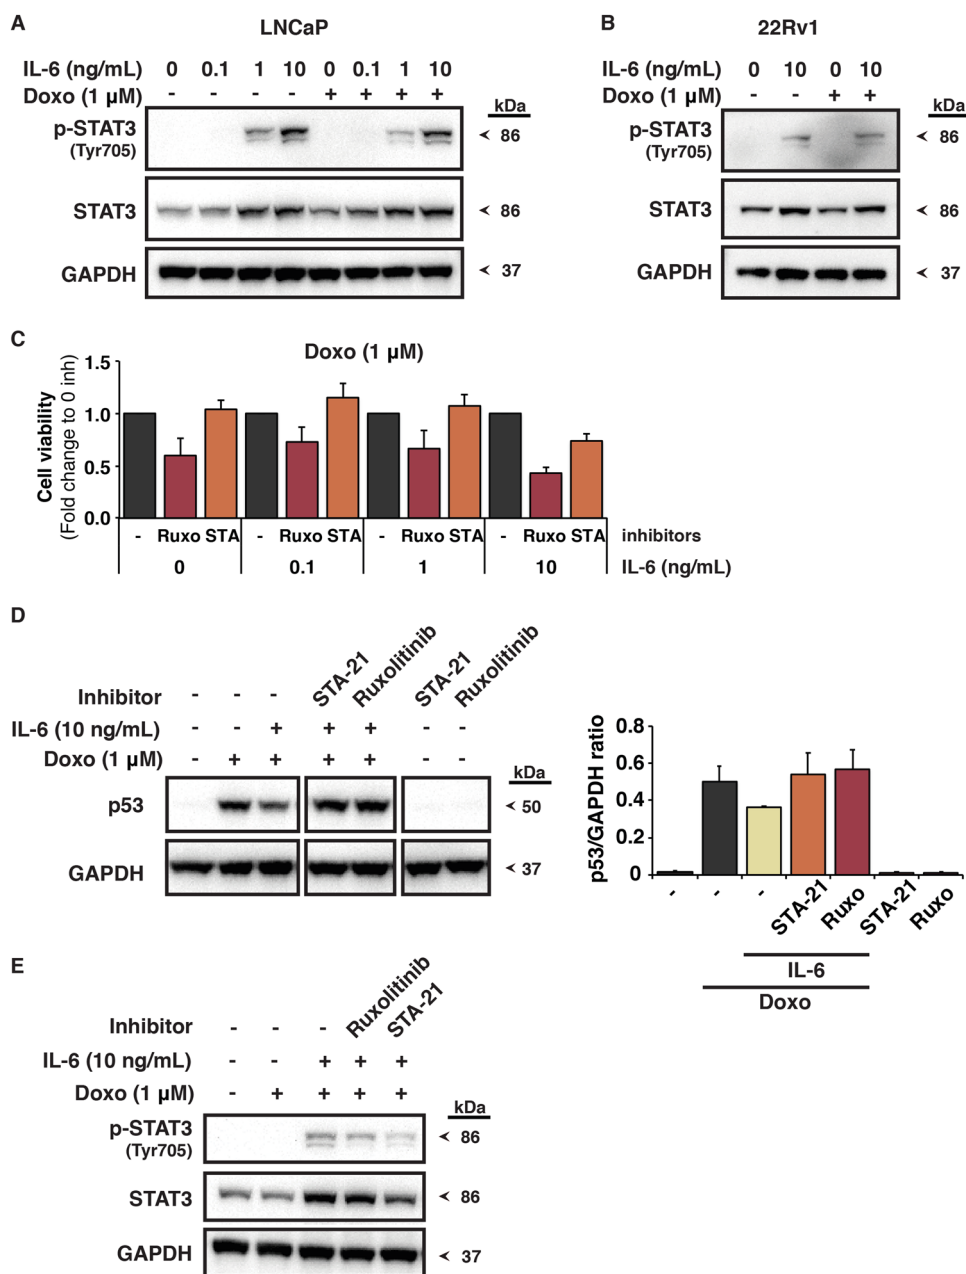 A
LNCaP
IL-6 (ng/mL) 0 0.1 1 10 0 0.1 1 10
Doxo (1 µM) - - - - + + + +
kDa
p-STAT3
(Tyr705)
86
STAT3
86
GAPDH
37
B
22Rv1
IL-6 (ng/mL) 0 10 0 10
Doxo (1 µM) - - + +
kDa
p-STAT3
(Tyr705)
86
STAT3
86
GAPDH
37
C
Doxo (1 µM)
Cell viability
(Fold change to 0 inh)
1.5
1.0
0.5
0.0
- Ruxo STA - Ruxo STA - Ruxo STA - Ruxo STA inhibitors
0 0.1 1 10 IL-6 (ng/mL)
D
Inhibitor - - - STA-21 Ruxolitinib STA-21 Ruxolitinib
IL-6 (10 ng/mL) - - + + + - -
Doxo (1 µM) - + + + + - -
kDa
p53
50
GAPDH
37
p53/GAPDH ratio
0.8
0.6
0.4
0.2
0
- - - STA-21 Ruxo STA-21 Ruxo
IL-6
Doxo
E
Inhibitor - - - Ruxolitinib STA-21
IL-6 (10 ng/mL) - - + + +
Doxo (1 µM) - + + + +
kDa
p-STAT3
(Tyr705)
86
STAT3
86
GAPDH
37